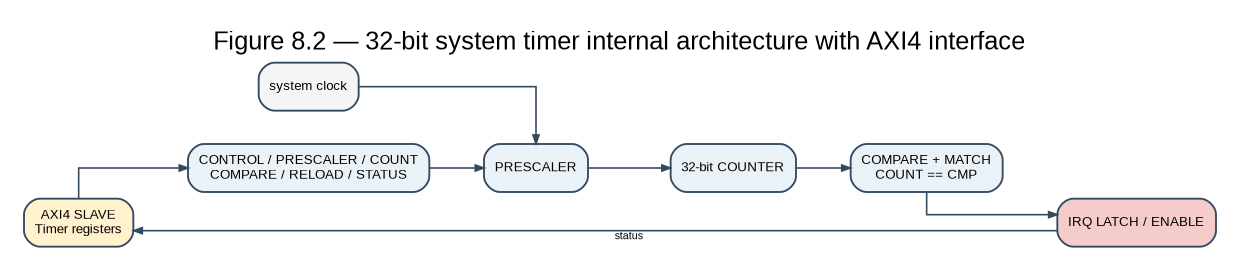 Figure 8.2 — 32-bit system timer internal architecture with AXI4 interface
system clock
CONTROL / PRESCALER / COUNT
COMPARE / RELOAD / STATUS
PRESCALER
32-bit COUNTER
COMPARE + MATCH
COUNT == CMP
AXI4 SLAVE
Timer registers
IRQ LATCH / ENABLE
status